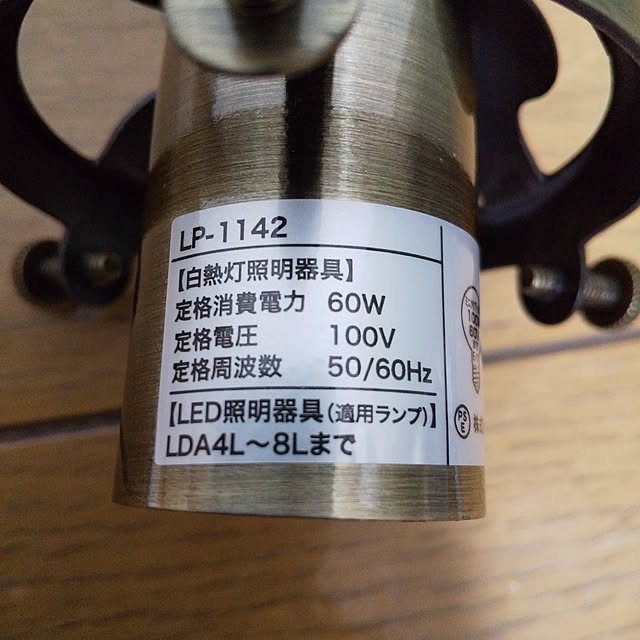 LP-1142
【白熱灯照明器具】
定格消費電力 60W
定格電圧 100V
定格周波数 50/60Hz
【LED照明器具(適用ランプ)】
LDA4L〜8Lまで
PS
E
株